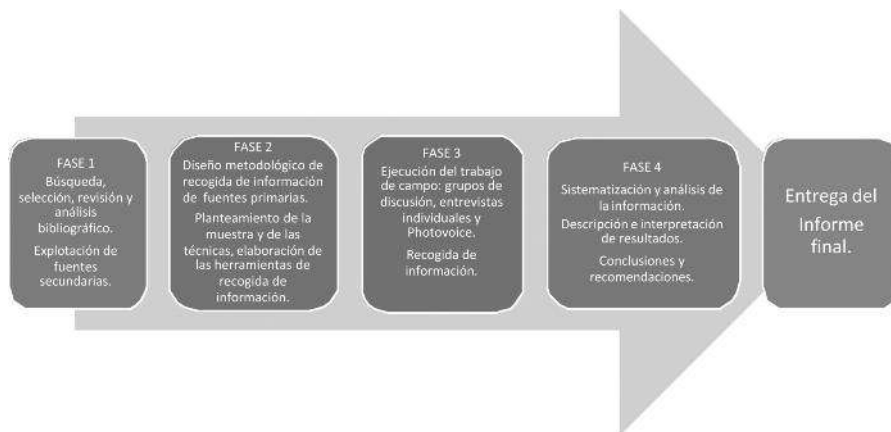 FASE 1
Búsqueda,
selección, revisión y
análisis
bibliográfico.
Explotación de
fuentes
secundarias.
FASE 2
Diseño metodológico de
recogida de información
de fuentes primarias.
Planteamiento de la
muestra y de las
técnicas, elaboración de
las herramientas de
recogida de
información.
FASE 3
Ejecución del trabajo
de campo: grupos de
discusión, entrevistas
individuales y
Photovoice.
Recogida de
información.
FASE 4
Sistematización y análisis de
la información.
Descripción e interpretación
de resultados.
Conclusiones y
recomendaciones.
Entrega del
Informe
final.